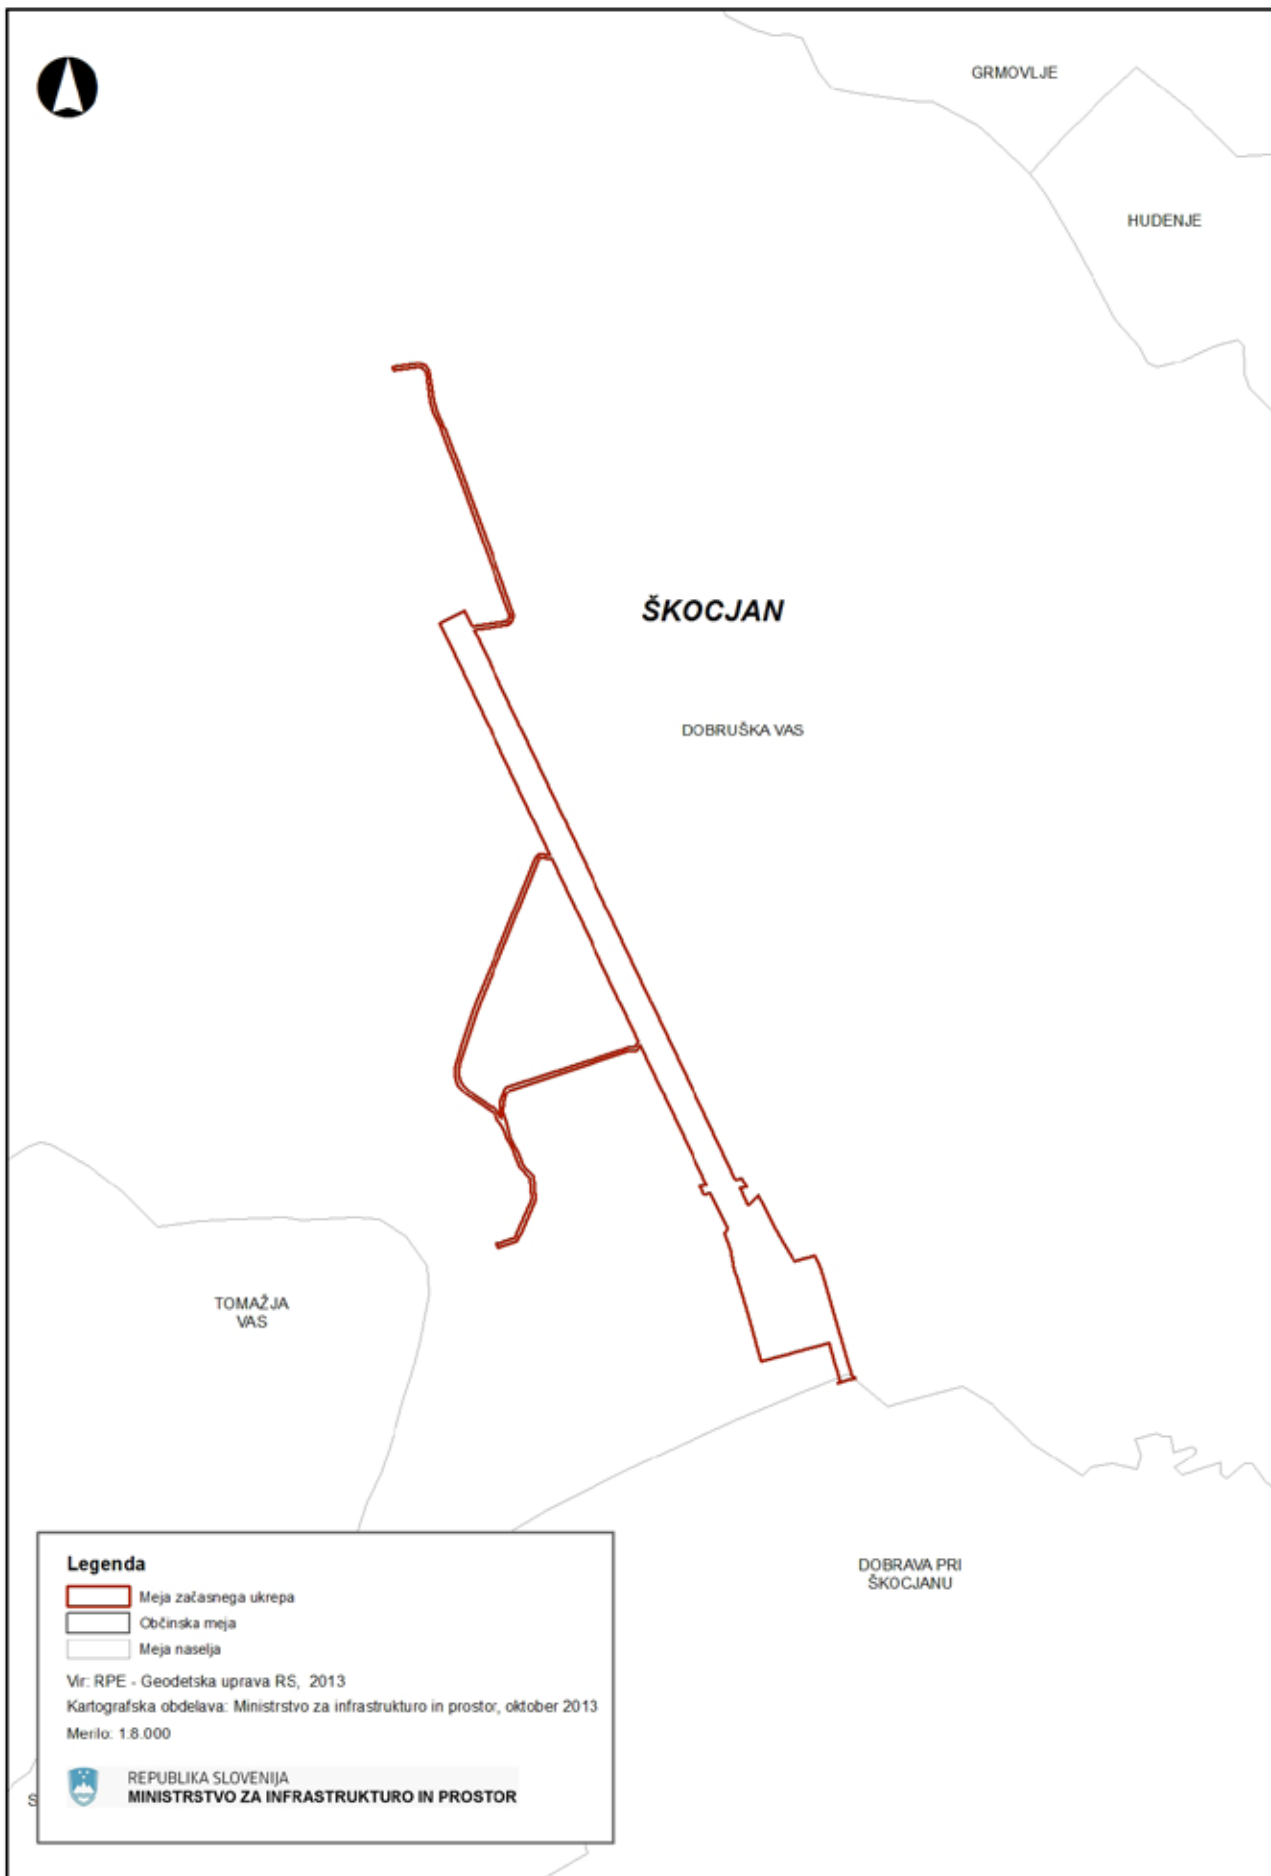 GRMOVLJE
HUDENJE
ŠKOCJAN
DOBRUŠKA VAS
TOMAŽJA
VAS
DOBRAVA PRI
ŠKOCJANU
Legenda
Meja začasnega ukrepa
Občinska meja
Meja naselja
Vir: RPE - Geodetska uprava RS, 2013
Kartografska obdelava: Ministrstvo za infrastrukturo in prostor, oktober 2013
Merilo: 1:8.000
REPUBLIKA SLOVENIJA
MINISTRSTVO ZA INFRASTRUKTURO IN PROSTOR